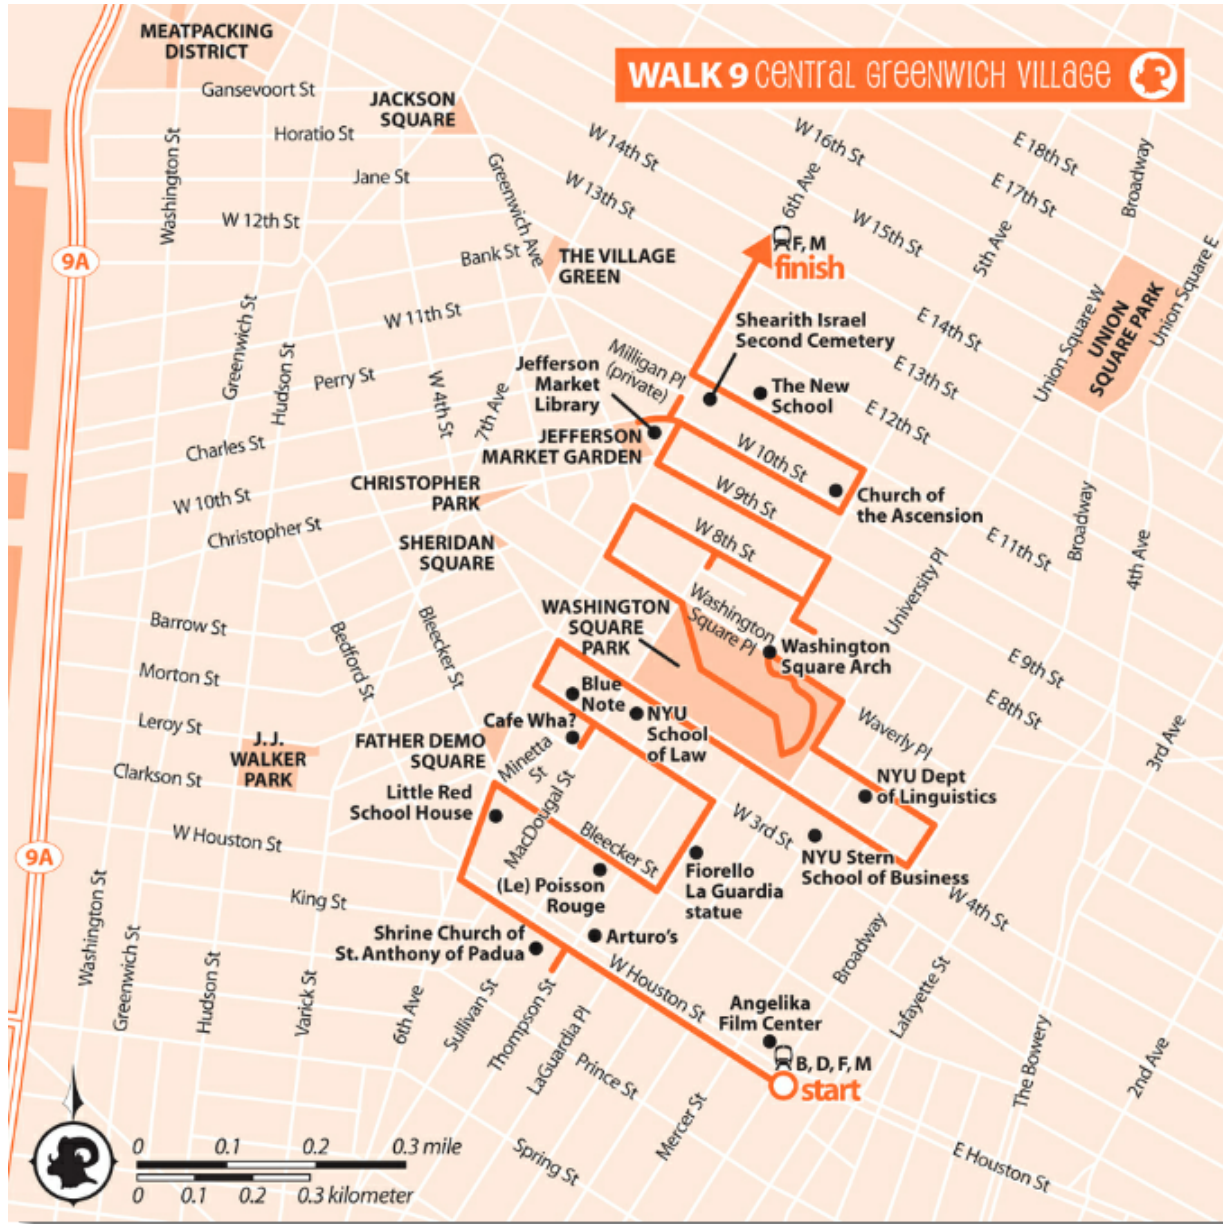 MEATPACKING
DISTRICT
WALK 9 CENTRAL GREENWICH VILLAGE
Gansevoort St
JACKSON
SQUARE
Horatio St
W 14th St
W 16th St
E 18th St
Broadway
Washington St
Jane St
Greenwich Ave
W 13th St
6th Ave
E 17th St
W 12th St
W 15th St
5th Ave
9A
Bank St
THE VILLAGE
GREEN
F, M
finish
Union Square W
UNION
SQUARE PARK
Union Square E
Greenwich St
W 11th St
Shearith Israel
Second Cemetery
E 14th St
Hudson St
Perry St
W 4th St
7th Ave
Jefferson
Market
Library
Milligan Pl
(private)
The New
School
E 13th St
E 12th St
Charles St
JEFFERSON
MARKET GARDEN
W 10th St
W 10th St
CHRISTOPHER
PARK
W 9th St
Church of
the Ascension
Christopher St
SHERIDAN
SQUARE
W 8th St
Broadway
E 11th St
4th Ave
University Pl
Barrow St
Bedford St
Bleecker St
WASHINGTON
SQUARE
PARK
Washington
Square Pl
Washington
Square Arch
E 9th St
Morton St
Blue
Note
E 8th St
Leroy St
Cafe Wha?
NYU
School
of Law
Waverly Pl
3rd Ave
J.J.
WALKER
PARK
FATHER DEMO
SQUARE
Minetta
St
Clarkson St
Little Red
School House
MacDougal St
NYU Dept
of Linguistics
W Houston St
Bleecker St
W 3rd St
9A
NYU Stern
School of Business
Fiorello
La Guardia
statue
(Le) Poisson
Rouge
W 4th St
King St
Washington St
Greenwich St
Hudson St
Varick St
6th Ave
Shrine Church of
St. Anthony of Padua
Arturo's
Sullivan St
Thompson St
LaGuardia Pl
W Houston St
Broadway
Lafayette St
Angelika
Film Center
B, D, F, M
start
Prince St
Mercer St
The Bowery
2nd Ave
Spring St
E Houston St
0 0.1 0.2 0.3 mile
0 0.1 0.2 0.3 kilometer